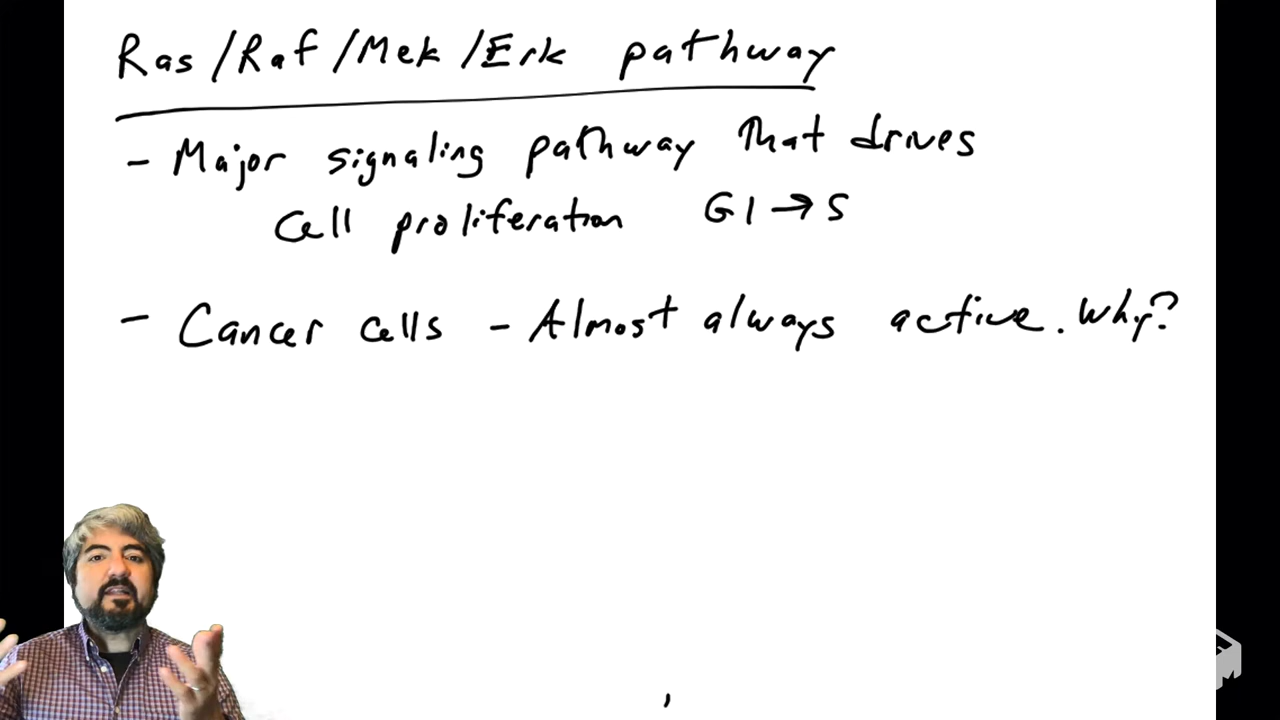 Ras/Raf/Mek/Erk pathway
- Major signaling pathway that drives
cell proliferation G1 → S
- Cancer cells - Almost always active. Why?